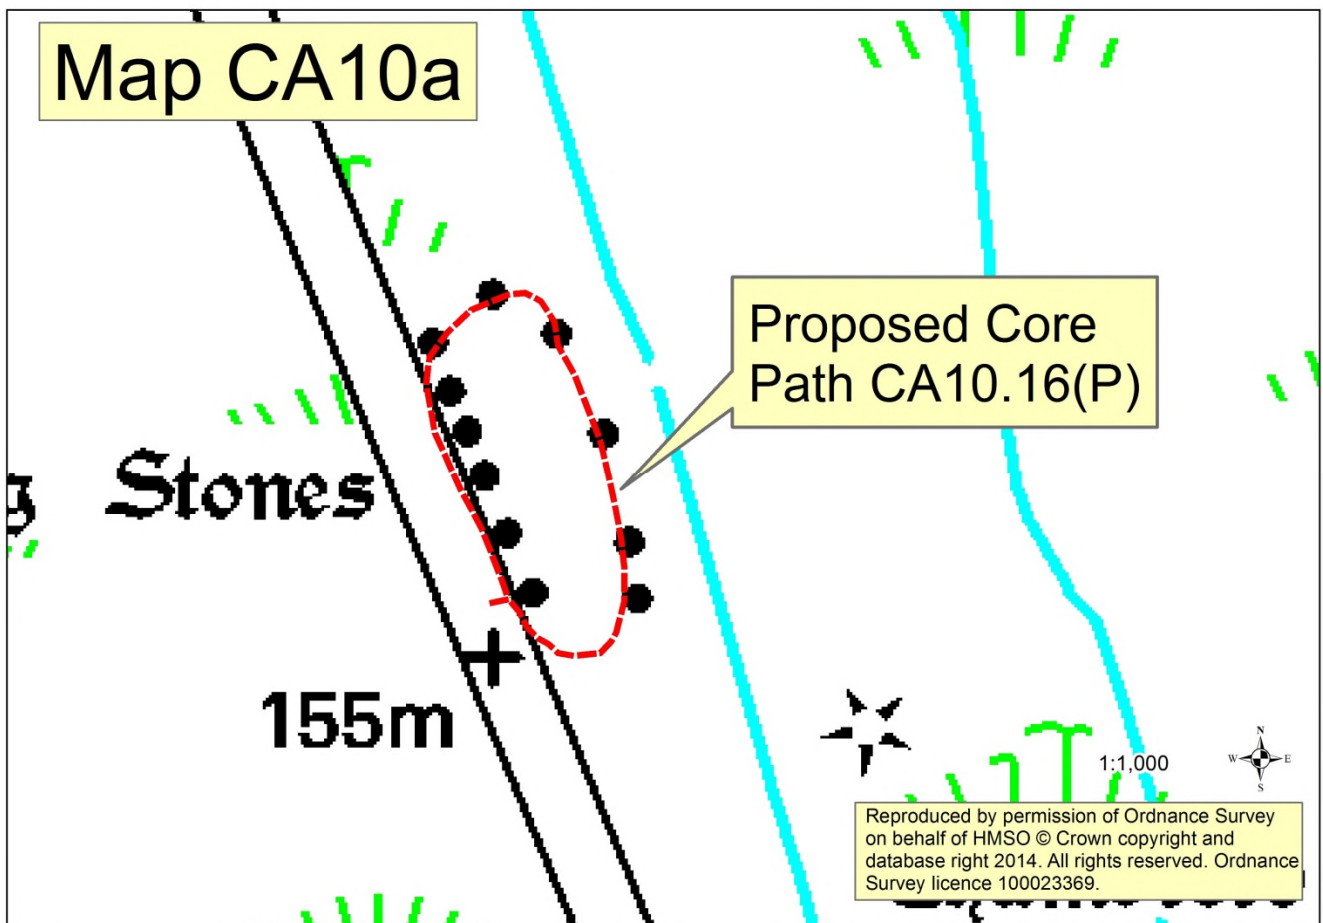 Map CA10a
Proposed Core
Path CA10.16(P)
g Stones
155m
1:1,000
N
W E
S
Reproduced by permission of Ordnance Survey
on behalf of HMSO © Crown copyright and
database right 2014. All rights reserved. Ordnance
Survey licence 100023369.